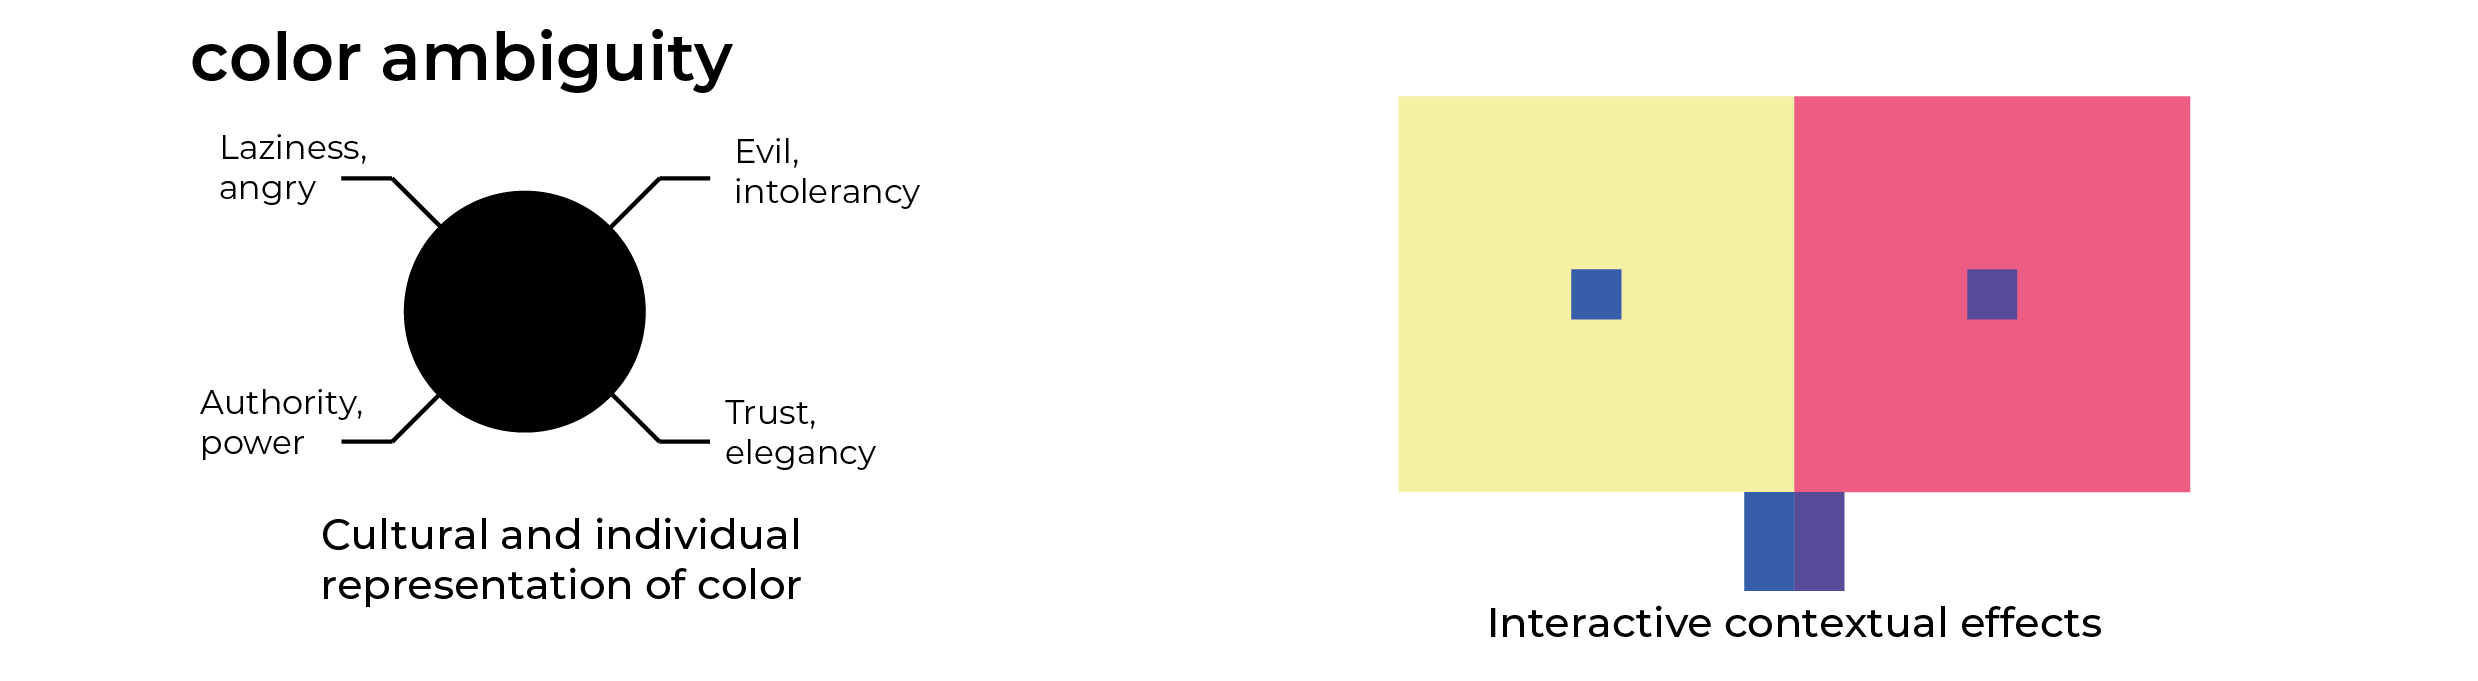 color ambiguity
Laziness,
angry
Evil,
intolerancy
Authority,
power
Trust,
elegancy
Cultural and individual
representation of color
Interactive contextual effects